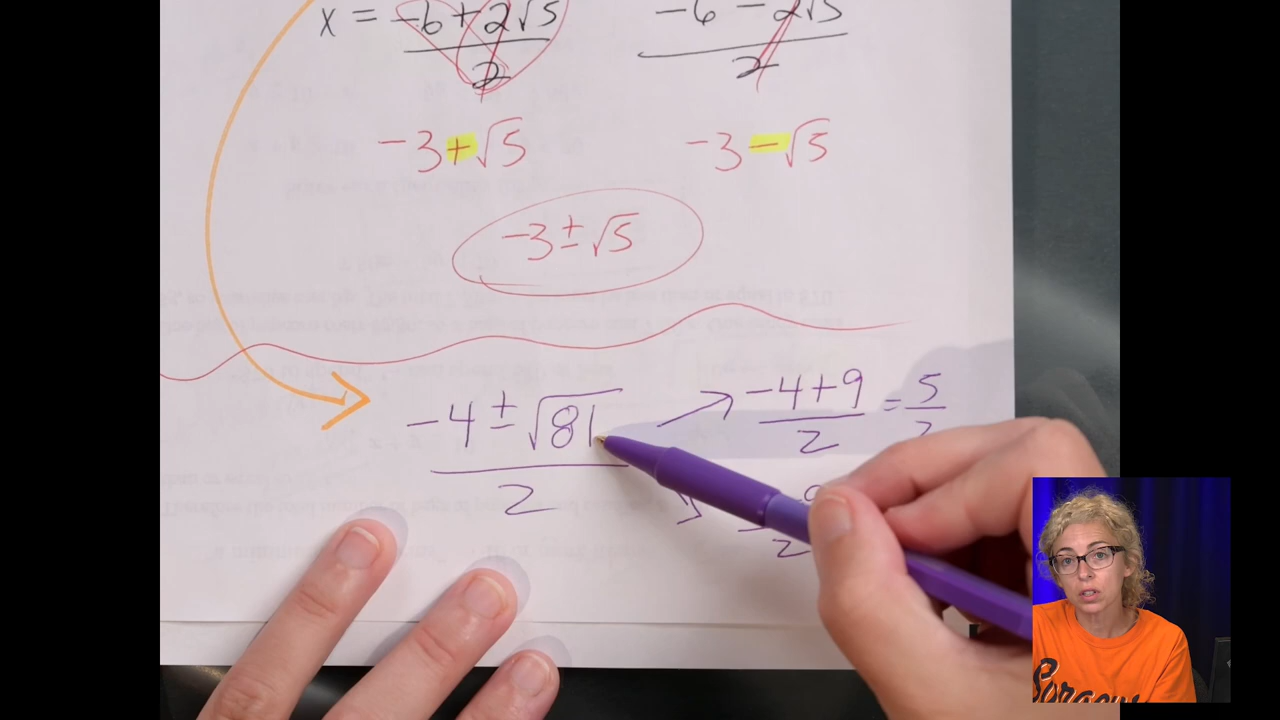 x = -6+2√5/2 -6-2√5/2
-3+√5 -3-√5
-3±√5
-4±√81/2 → -4+9/2 = 5/2